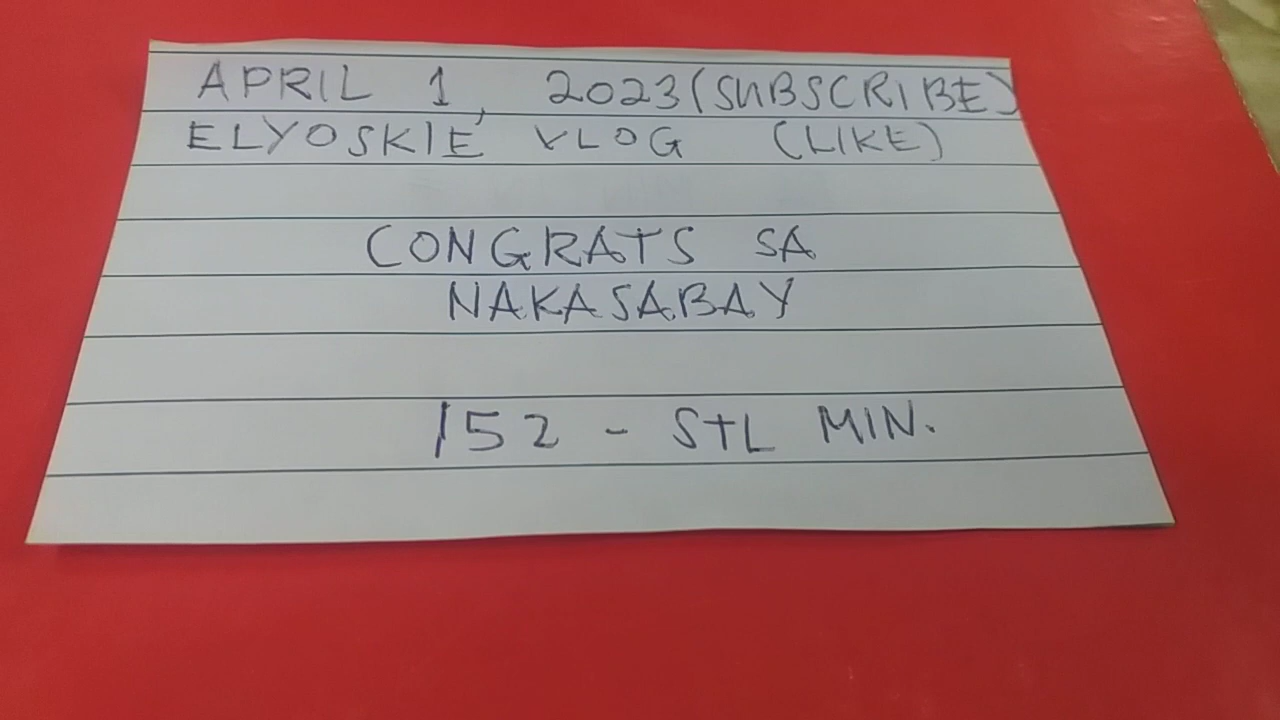 APRIL 1, 2023 (SUBSCRIBE)
ELYOSKIE VLOG (LIKE)
CONGRATS SA
NAKASABAY
152 - STL MIN.